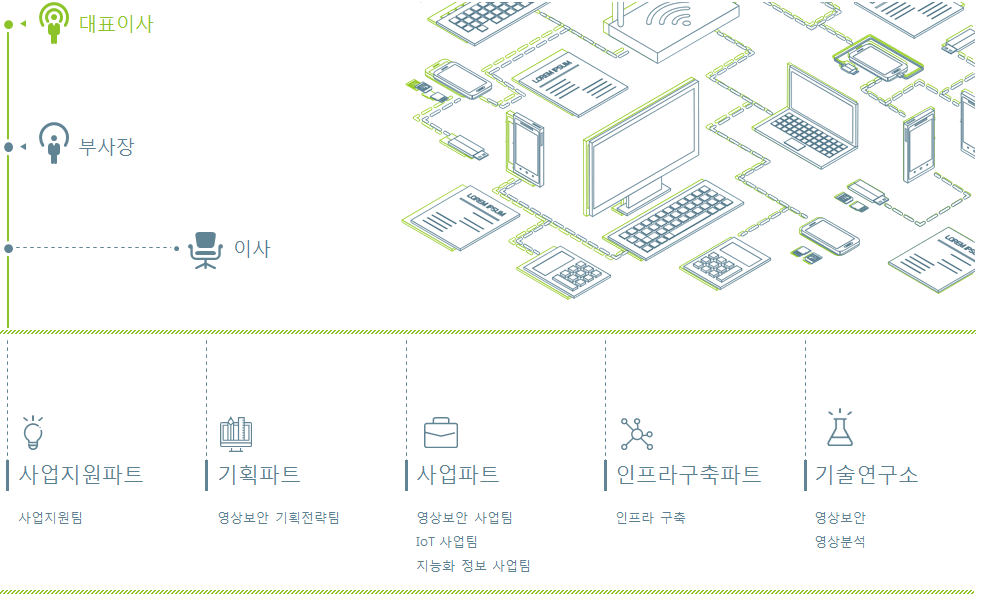 대표이사
부사장
이사
LOREM IPSUM
LOREM IPSUM
LOREM IPSUM
사업지원파트
기획파트
사업파트
인프라구축파트
기술연구소
사업지원팀
영상보안 기획전략팀
영상보안 사업팀
인프라 구축
영상보안
IoT 사업팀
영상분석
지능화 정보 사업팀